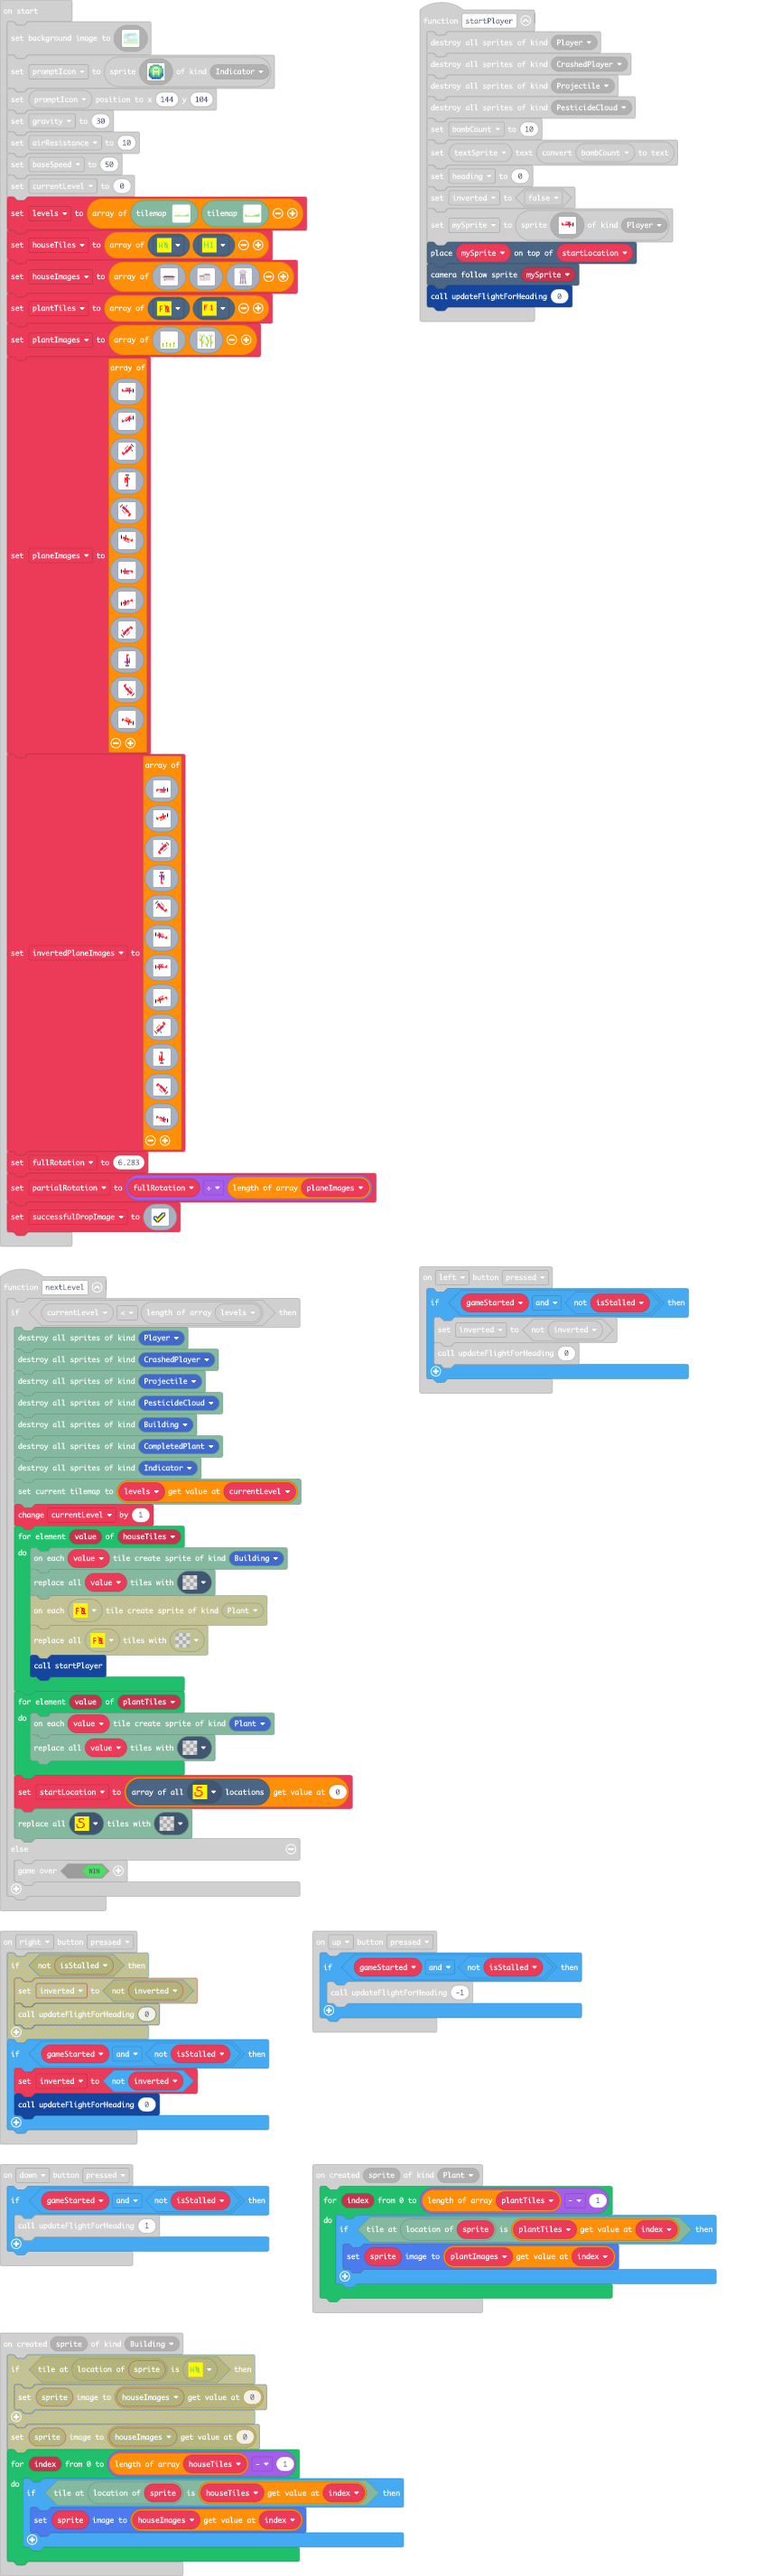 on start
set background image to
set promptIcon to sprite of kind Indicator
set promptIcon position to x 144 y 104
set gravity to 30
set airResistance to 10
set baseSpeed to 50
set currentLevel to 0
set levels to array of tilemap tilemap
set houseTiles to array of
set houseImages to array of
set plantTiles to array of
set plantImages to array of
array of
set planeImages to
array of
set invertedPlaneImages to
set fullRotation to 6.283
set partialRotation to fullRotation ÷ length of array planeImages
set successfulDropImage to
function startPlayer
destroy all sprites of kind Player
destroy all sprites of kind CrashedPlayer
destroy all sprites of kind Projectile
destroy all sprites of kind PesticideCloud
set bombCount to 10
set textSprite text convert bombCount to text
set heading to 0
set inverted to false
set mySprite to sprite of kind Player
place mySprite on top of startLocation
camera follow sprite mySprite
call updateFlightForHeading 0
function nextLevel
if currentLevel < length of array levels then
destroy all sprites of kind Player
destroy all sprites of kind CrashedPlayer
destroy all sprites of kind Projectile
destroy all sprites of kind PesticideCloud
destroy all sprites of kind Building
destroy all sprites of kind CompletedPlant
destroy all sprites of kind Indicator
set current tilemap to levels get value at currentLevel
change currentLevel by 1
for element value of houseTiles
do on each value tile create sprite of kind Building
replace all value tiles with
on each tile create sprite of kind Plant
replace all tiles with
call startPlayer
for element value of plantTiles
do on each value tile create sprite of kind Plant
replace all value tiles with
set startLocation to array of all S locations get value at 0
replace all S tiles with
else
game over WIN
on left button pressed
if gameStarted and not isStalled then
set inverted to not inverted
call updateFlightForHeading 0
on right button pressed
if not isStalled then
set inverted to not inverted
call updateFlightForHeading 0
if gameStarted and not isStalled then
set inverted to not inverted
call updateFlightForHeading 0
on up button pressed
if gameStarted and not isStalled then
call updateFlightForHeading -1
on down button pressed
if gameStarted and not isStalled then
call updateFlightForHeading 1
on created sprite of kind Plant
for index from 0 to length of array plantTiles - 1
do if tile at location of sprite is plantTiles get value at index then
set sprite image to plantImages get value at index
on created sprite of kind Building
if tile at location of sprite is then
set sprite image to houseImages get value at 0
set sprite image to houseImages get value at 0
for index from 0 to length of array houseTiles - 1
do if tile at location of sprite is houseTiles get value at index then
set sprite image to houseImages get value at index